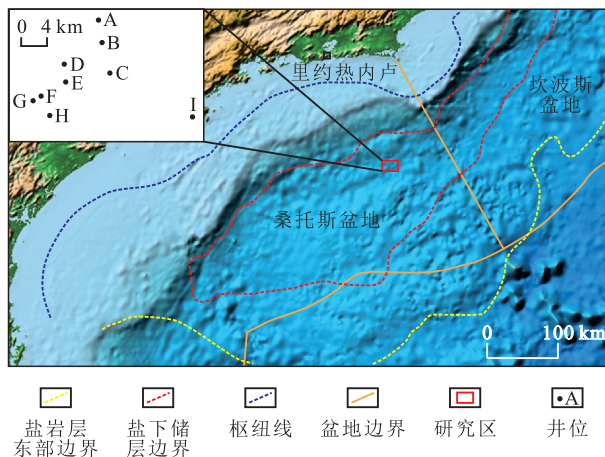 0 4 km
A
B
C
D
E
F
G
H
I
里约热内卢
坎波斯
盆地
桑托斯盆地
0 100 km
A
盐岩层
东部边界
盐下储
层边界
枢纽线
盆地边界
研究区
井位